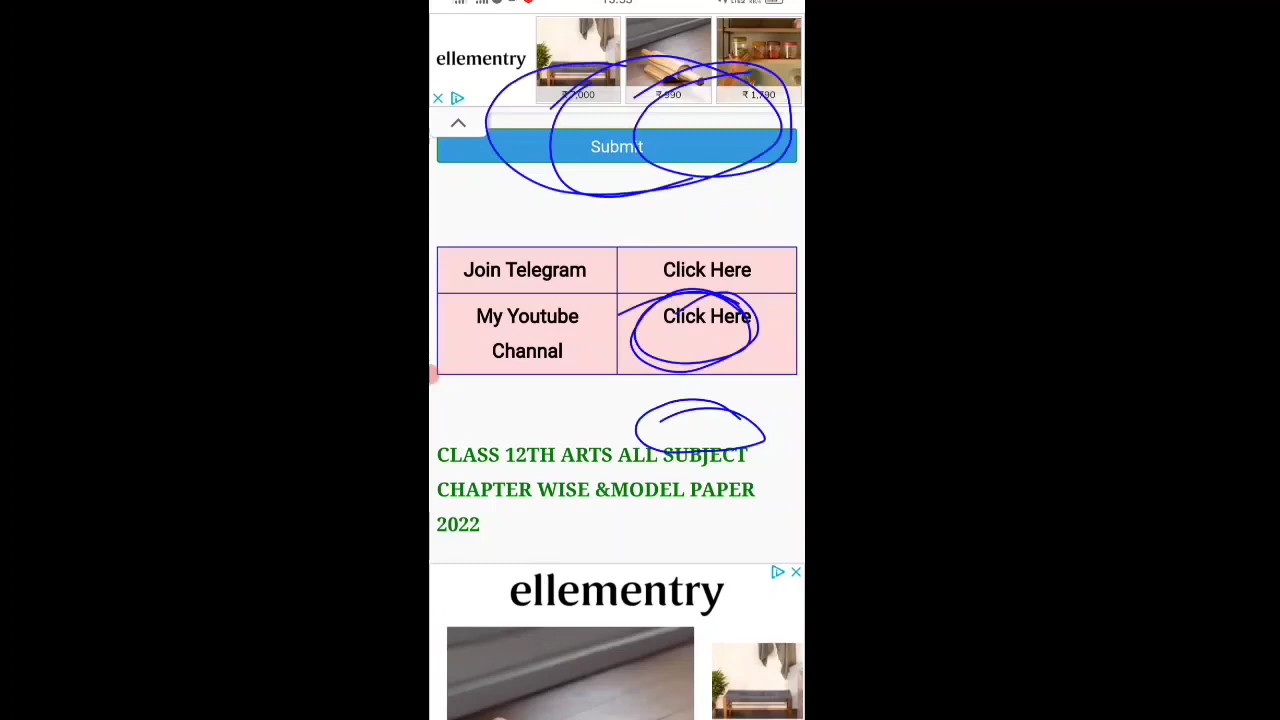 ellementry
₹ 990
₹ 1,790
Submit
Join Telegram
Click Here
My Youtube
Channal
Click Here
CLASS 12TH ARTS ALL SUBJECT
CHAPTER WISE &MODEL PAPER
2022
ellementry